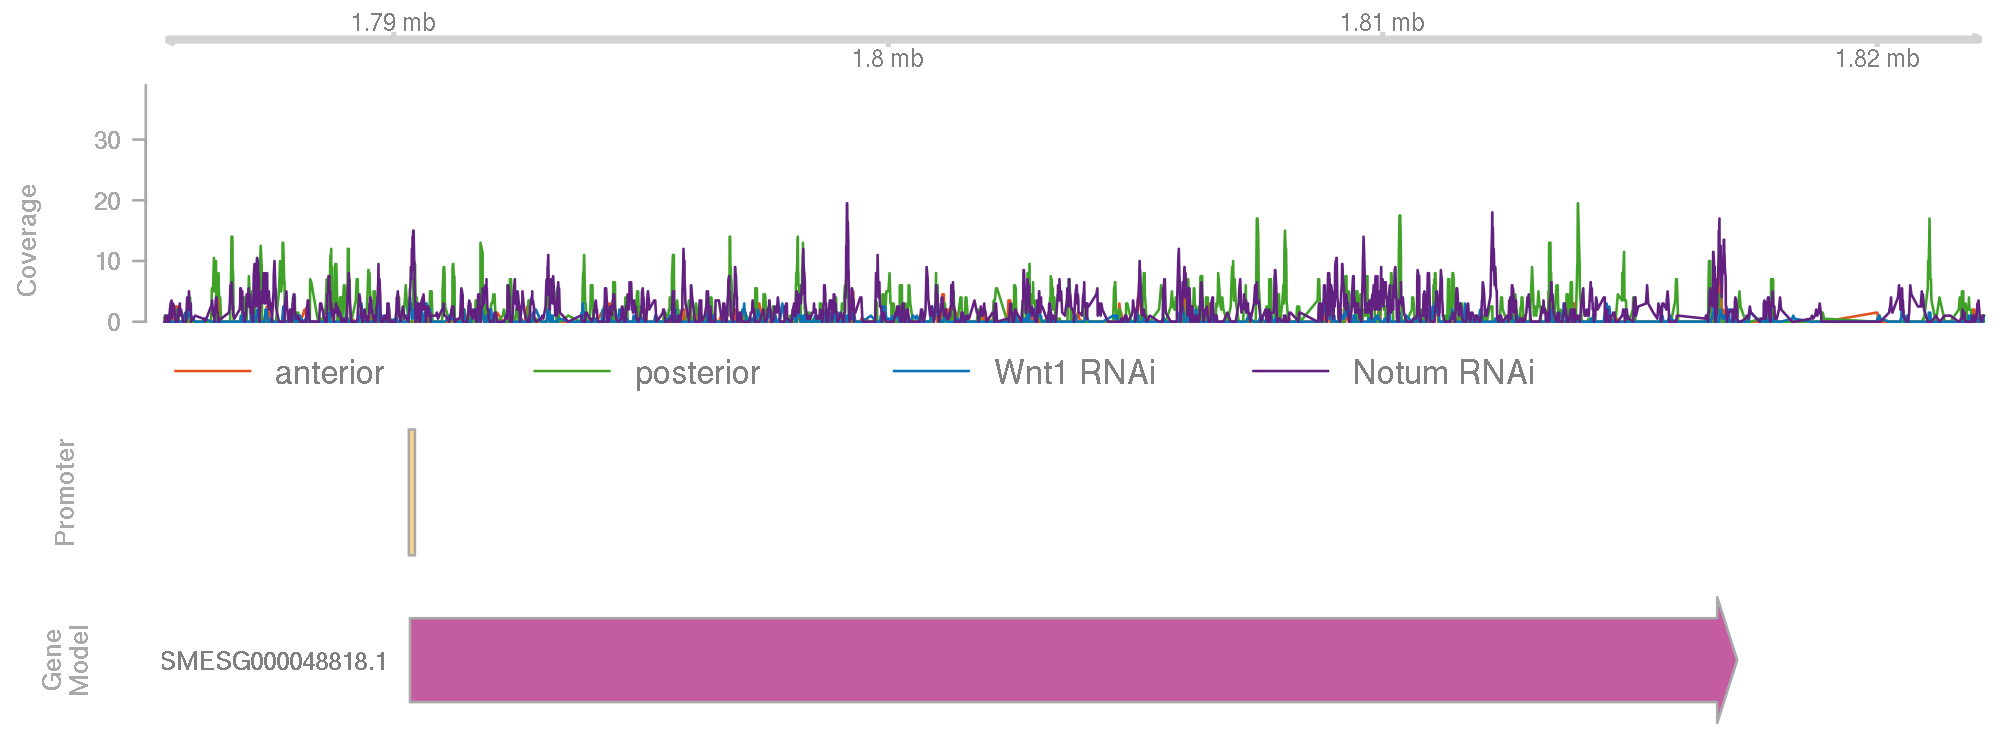 1.79 mb
1.81 mb
1.8 mb
1.82 mb
Coverage
30
20
10
0
anterior
posterior
Wnt1 RNAi
Notum RNAi
Promoter
Gene
Model
SMESG000048818.1